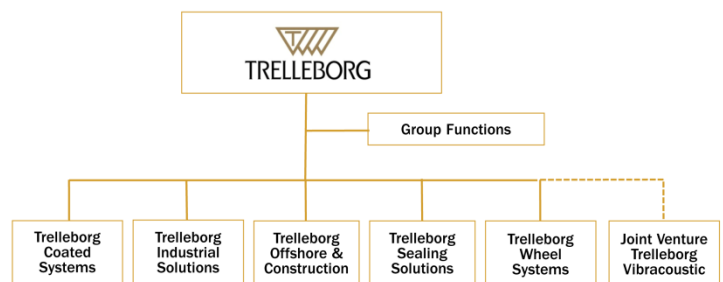 TRELLEBORG
Group Functions
Trelleborg
Coated
Systems
Trelleborg
Industrial
Solutions
Trelleborg
Offshore &
Construction
Trelleborg
Sealing
Solutions
Trelleborg
Wheel
Systems
Joint Venture
Trelleborg
Vibracoustic